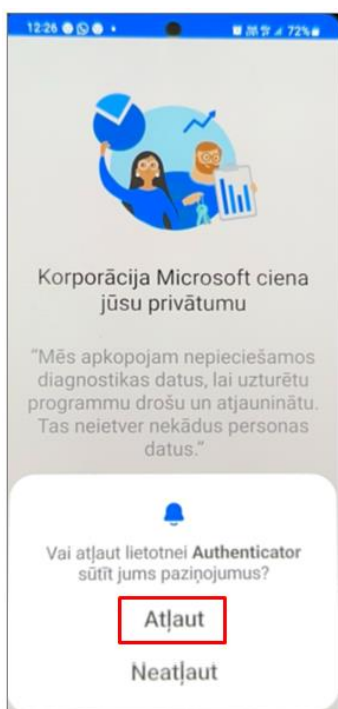 12:26
72%
Korporācija Microsoft ciena
jūsu privātumu
“Mēs apkopojam nepieciešamos
diagnostikas datus, lai uzturētu
programmu drošu un atjauninātu.
Tas neietver nekādus personas
datus.”
Vai atļaut lietotnei Authenticator
sūtīt jums paziņojumus?
Atļaut
Neatļaut